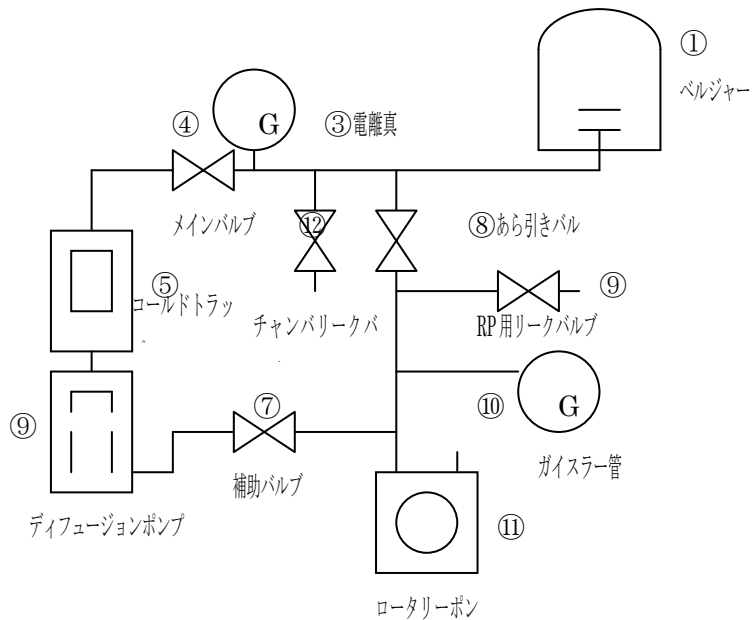 ①
ベルジャー
G
④
③電離真
メインバルブ
⑫
⑧あら引きバル
⑤
コールドトラッ
チャンバリークバ
RP用リークバルブ
⑨
⑩
G
ガイスラー管
⑨
⑦
補助バルブ
ディフュージョンポンプ
⑪
ロータリーポン